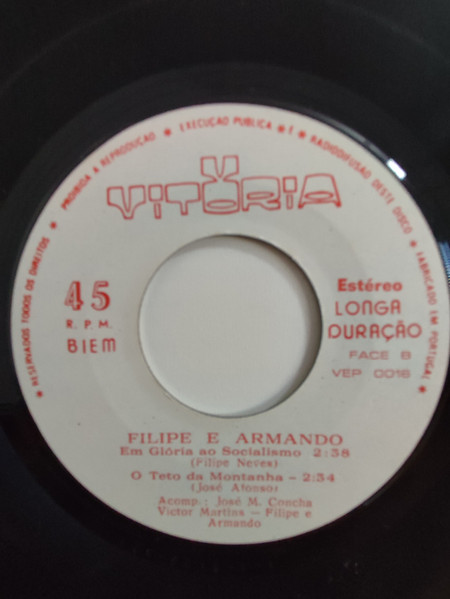 * RESERVADOS TODOS OS DIREITOS * PROIBIDA A REPRODUÇÃO * EXECUÇAO PUBLICA * E * RADIODIFUSÃO DESTE DISCO * FABRICADO EM PORTUGAL *
V
VITÓRIA
45
R. P. M.
BIEM
Estéreo
LONGA
DURAÇÃO
FACE B
VEP 0016
FILIPE E ARMANDO
Em Glória ao Socialismo 2:38
(Filipe Neves)
O Teto da Montanha - 2:34
(José Afonso)
Acomp.: José M. Concha
Victor Martins - Filipe e
Armando